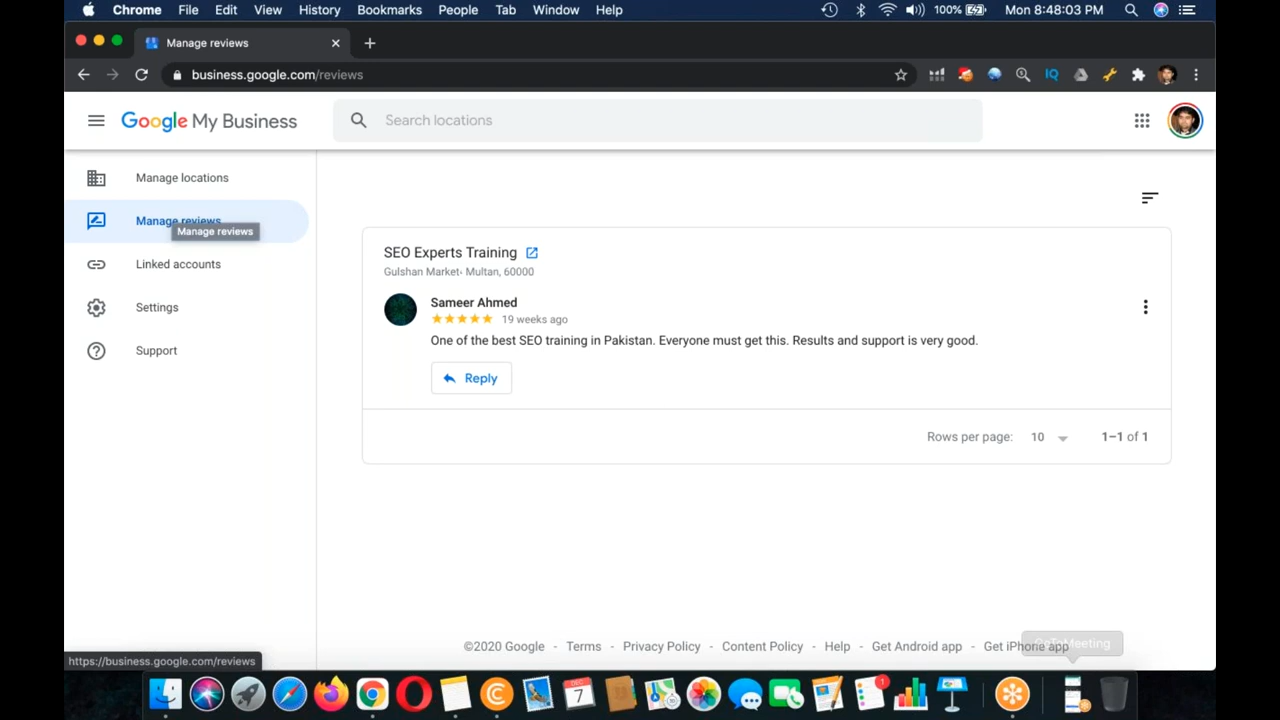 Chrome File Edit View History Bookmarks People Tab Window Help 100% Mon 8:48:03 PM
Manage reviews
business.google.com/reviews
IQ
Google My Business
Search locations
Manage locations
Manage reviews
Manage reviews
Linked accounts
Settings
Support
SEO Experts Training
Gulshan Market· Multan, 60000
Sameer Ahmed
19 weeks ago
One of the best SEO training in Pakistan. Everyone must get this. Results and support is very good.
Reply
Rows per page: 10 1–1 of 1
©2020 Google - Terms - Privacy Policy - Content Policy - Help - Get Android app - Get iPhone app
GoToMeeting
https://business.google.com/reviews
DEC
7
1